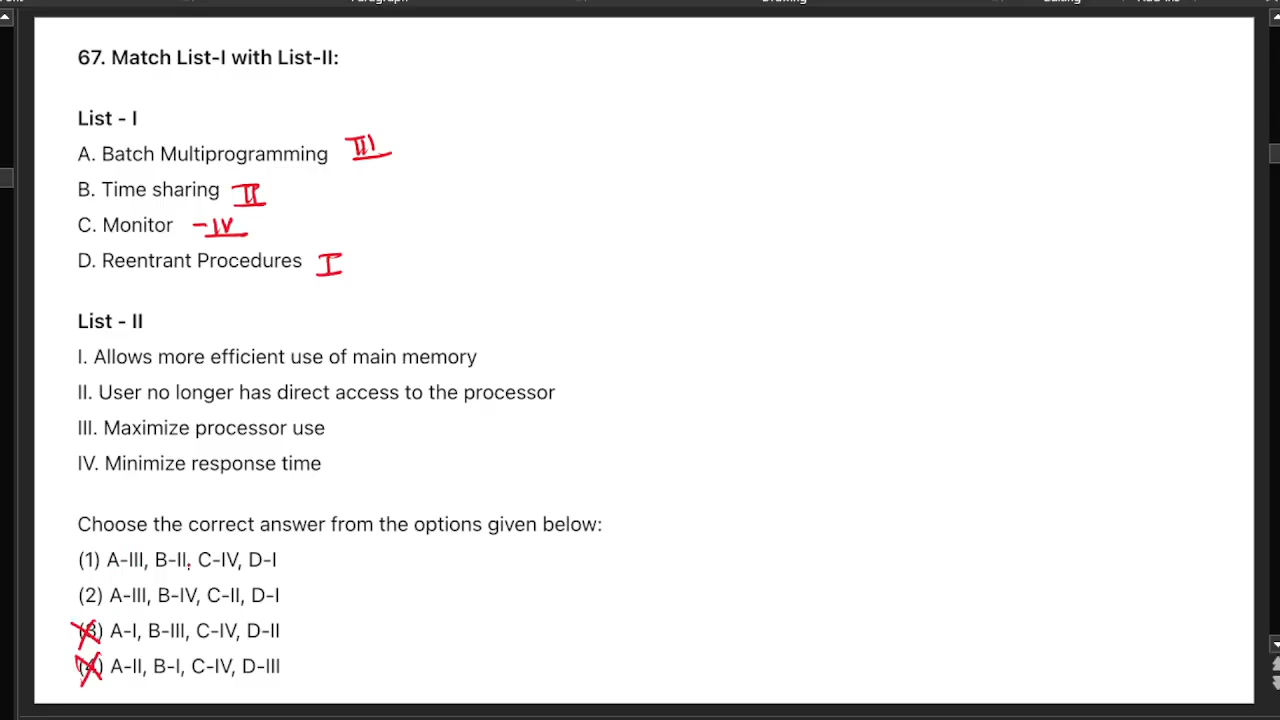 67. Match List-I with List-II:
List - I
A. Batch Multiprogramming III
B. Time sharing II
C. Monitor - IV
D. Reentrant Procedures I
List - II
I. Allows more efficient use of main memory
II. User no longer has direct access to the processor
III. Maximize processor use
IV. Minimize response time
Choose the correct answer from the options given below:
(1) A-III, B-II, C-IV, D-I
(2) A-III, B-IV, C-II, D-I
(3) A-I, B-III, C-IV, D-II
(4) A-II, B-I, C-IV, D-III